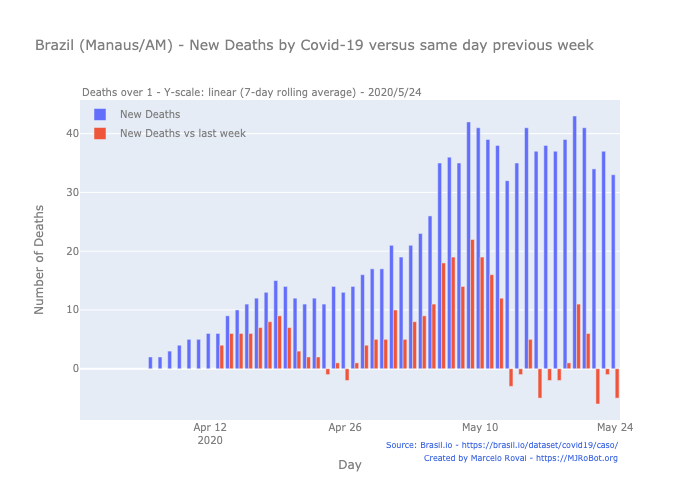 Brazil (Manaus/AM) - New Deaths by Covid-19 versus same day previous week
Deaths over 1 - Y-scale: linear (7-day rolling average) - 2020/5/24
New Deaths
New Deaths vs last week
40
30
20
10
0
Number of Deaths
Apr 12
2020
Apr 26
May 10
May 24
Day
Source: Brasil.io - https://brasil.io/dataset/covid19/caso/
Created by Marcelo Rovai - https://MJRoBot.org